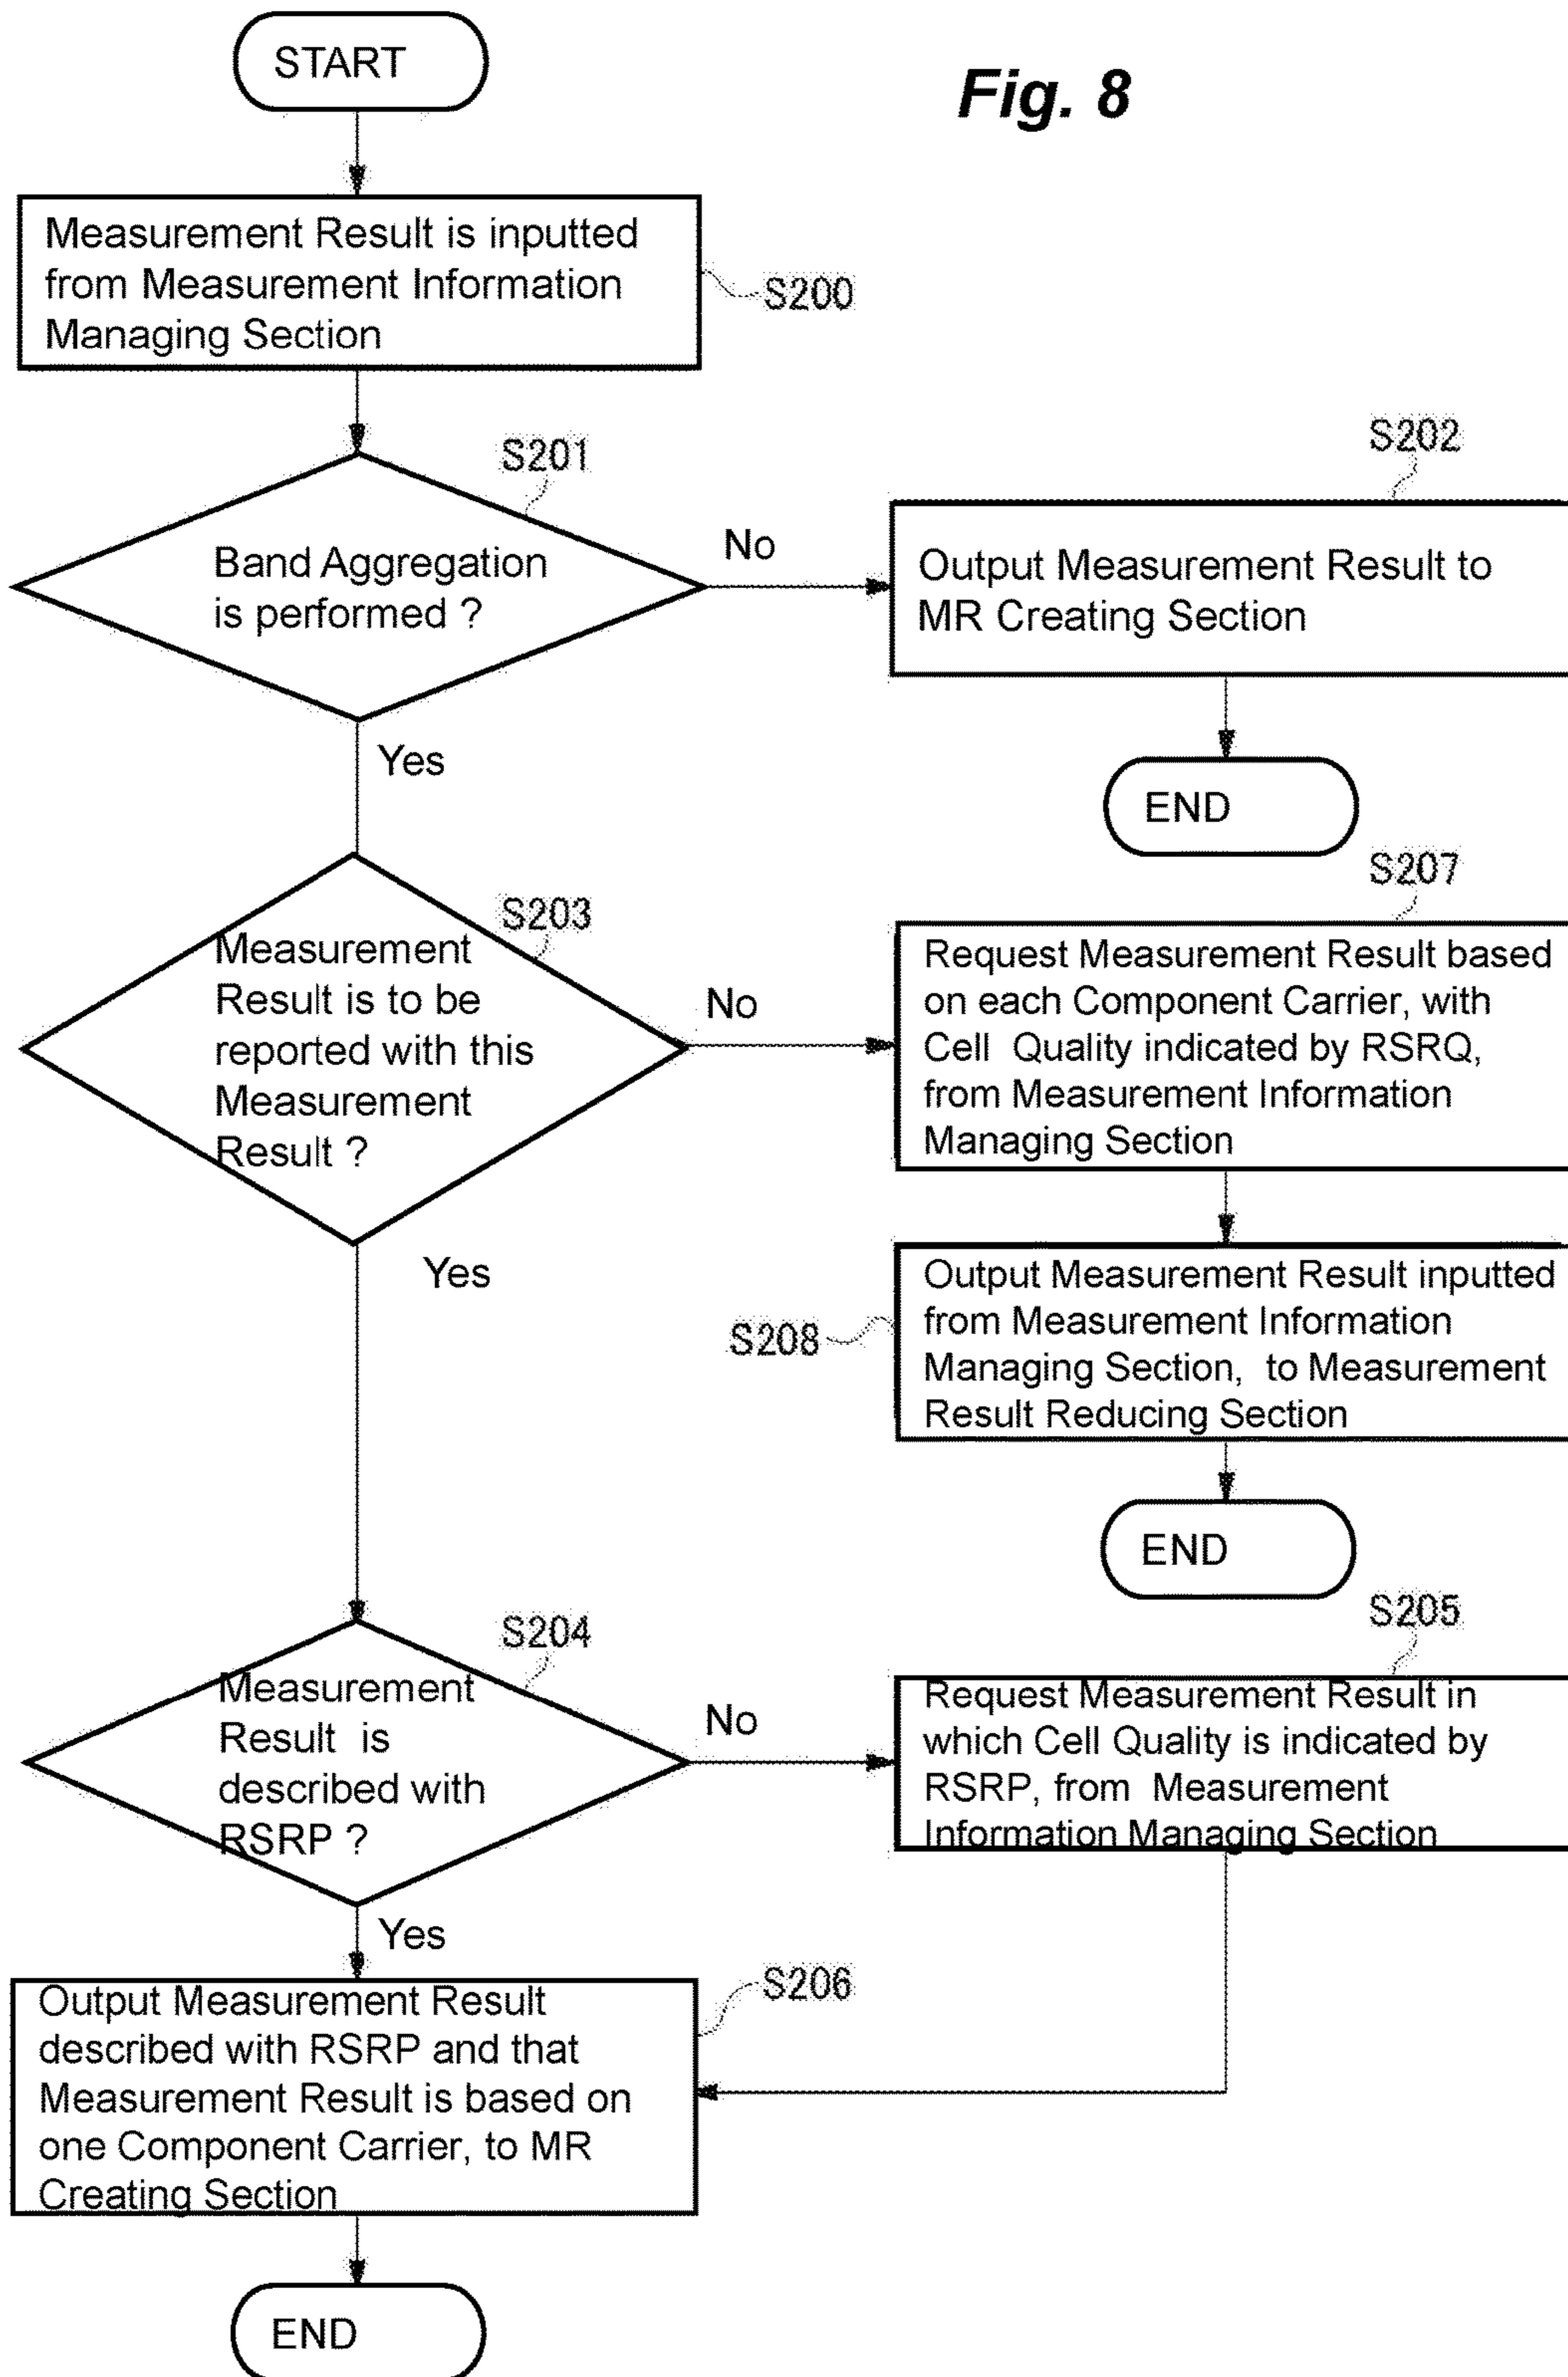 START
Fig. 8
Measurement Result is inputted
from Measurement Information
Managing Section
S200
S201
Band Aggregation
is performed ?
No
Yes
S202
Output Measurement Result to
MR Creating Section
END
S203
Measurement
Result is to be
reported with this
Measurement
Result ?
No
Yes
S207
Request Measurement Result based
on each Component Carrier, with
Cell Quality indicated by RSRQ,
from Measurement Information
Managing Section
S208
Output Measurement Result inputted
from Measurement Information
Managing Section, to Measurement
Result Reducing Section
END
S204
Measurement
Result is
described with
RSRP ?
No
Yes
S205
Request Measurement Result in
which Cell Quality is indicated by
RSRP, from Measurement
Information Managing Section
S206
Output Measurement Result
described with RSRP and that
Measurement Result is based on
one Component Carrier, to MR
Creating Section
END